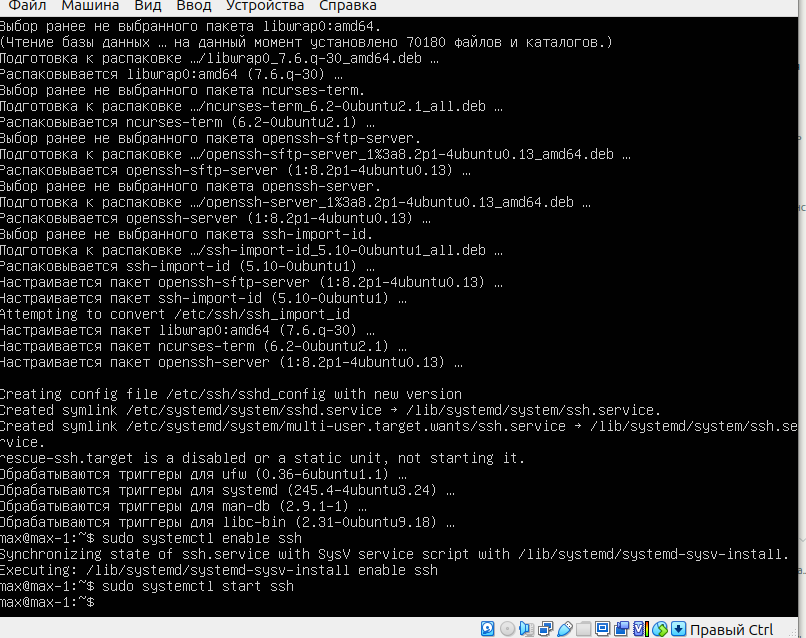 Файл Машина Вид Ввод Устройства Справка
Выбор ранее не выбранного пакета libwrap0:amd64.
(Чтение базы данных … на данный момент установлено 70180 файлов и каталогов.)
Подготовка к распаковке …/libwrap0_7.6.q-30_amd64.deb …
Распаковывается libwrap0:amd64 (7.6.q-30) …
Выбор ранее не выбранного пакета ncurses-term.
Подготовка к распаковке …/ncurses-term_6.2-0ubuntu2.1_all.deb …
Распаковывается ncurses-term (6.2-0ubuntu2.1) …
Выбор ранее не выбранного пакета openssh-sftp-server.
Подготовка к распаковке …/openssh-sftp-server_1%3a8.2p1-4ubuntu0.13_amd64.deb …
Распаковывается openssh-sftp-server (1:8.2p1-4ubuntu0.13) …
Выбор ранее не выбранного пакета openssh-server.
Подготовка к распаковке …/openssh-server_1%3a8.2p1-4ubuntu0.13_amd64.deb …
Распаковывается openssh-server (1:8.2p1-4ubuntu0.13) …
Выбор ранее не выбранного пакета ssh-import-id.
Подготовка к распаковке …/ssh-import-id_5.10-0ubuntu1_all.deb …
Распаковывается ssh-import-id (5.10-0ubuntu1) …
Настраивается пакет openssh-sftp-server (1:8.2p1-4ubuntu0.13) …
Настраивается пакет ssh-import-id (5.10-0ubuntu1) …
Attempting to convert /etc/ssh/ssh_import_id
Настраивается пакет libwrap0:amd64 (7.6.q-30) …
Настраивается пакет ncurses-term (6.2-0ubuntu2.1) …
Настраивается пакет openssh-server (1:8.2p1-4ubuntu0.13) …
Creating config file /etc/ssh/sshd_config with new version
Created symlink /etc/systemd/system/sshd.service → /lib/systemd/system/ssh.service.
Created symlink /etc/systemd/system/multi-user.target.wants/ssh.service → /lib/systemd/system/ssh.se
rvice.
rescue-ssh.target is a disabled or a static unit, not starting it.
Обрабатываются триггеры для ufw (0.36-6ubuntu1.1) …
Обрабатываются триггеры для systemd (245.4-4ubuntu3.24) …
Обрабатываются триггеры для man-db (2.9.1-1) …
Обрабатываются триггеры для libc-bin (2.31-0ubuntu9.18) …
max@max-1:~$ sudo systemctl enable ssh
Synchronizing state of ssh.service with SysV service script with /lib/systemd/systemd-sysv-install.
Executing: /lib/systemd/systemd-sysv-install enable ssh
max@max-1:~$ sudo systemctl start ssh
max@max-1:~$
Правый Ctrl